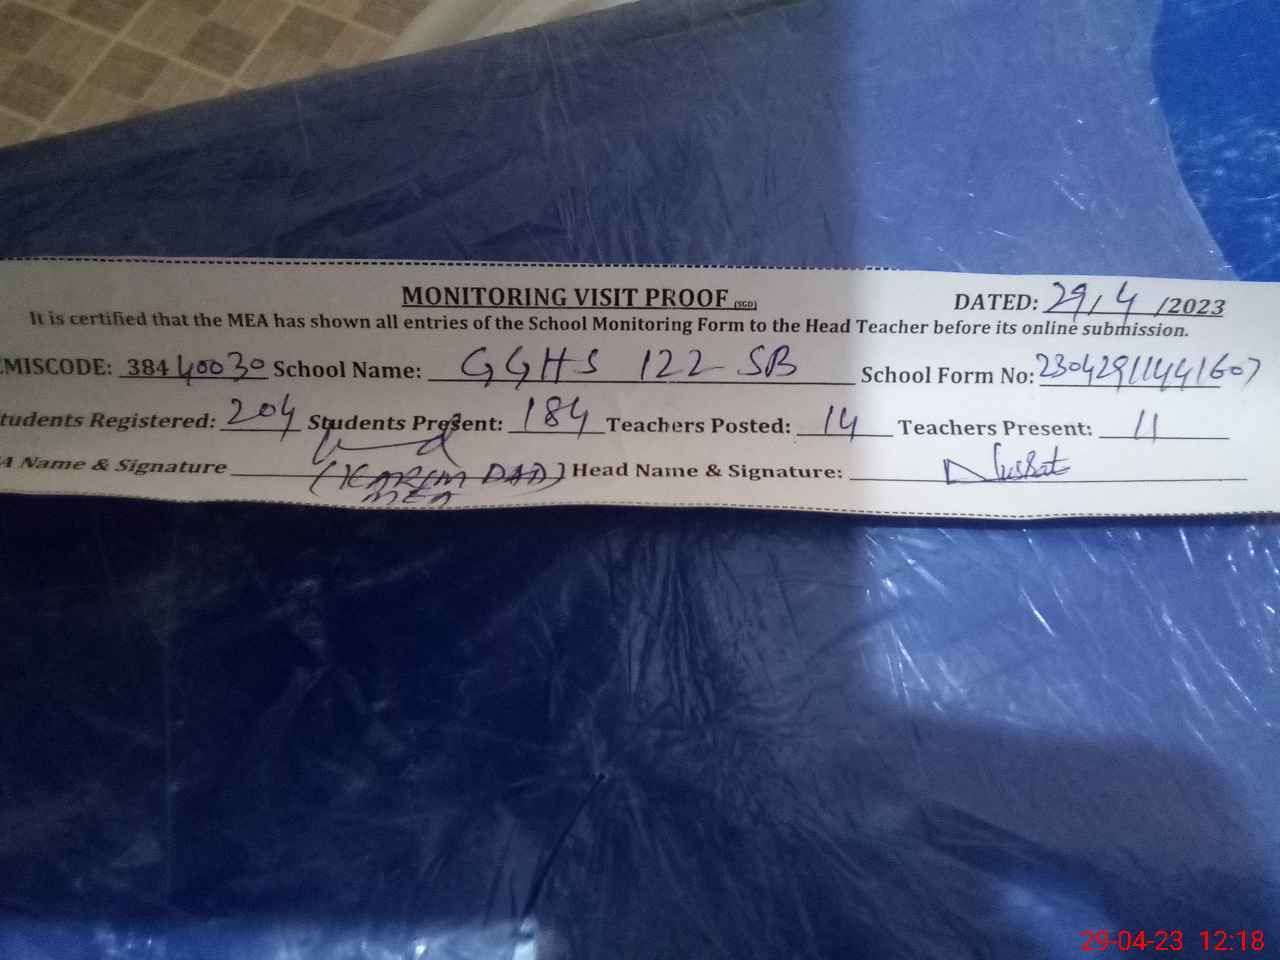 MONITORING VISIT PROOF (SGD) DATED: 29/4/2023
It is certified that the MEA has shown all entries of the School Monitoring Form to the Head Teacher before its online submission.
EMISCODE: 38440030 School Name: GGHS 122 SB School Form No: 23042911441607
tudents Registered: 204 Students Present: 184 Teachers Posted: 14 Teachers Present: 11
A Name & Signature (KARIM DAD) Head Name & Signature: Nusrat
MEA
29-04-23 12:18